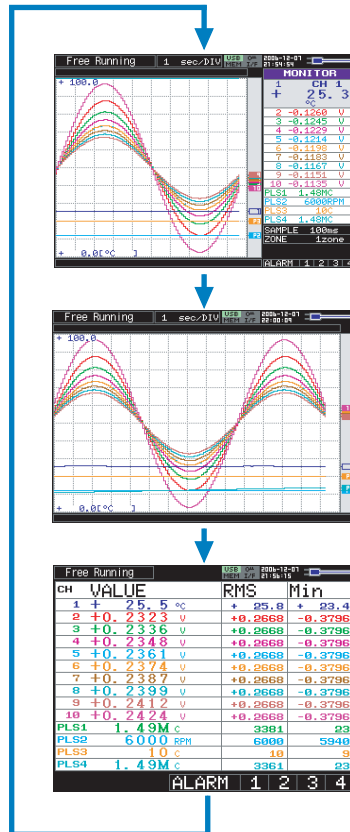 Free Running 1 sec/DIV USB MEM I/F 2006-12-07 21:54:54
+ 100.0
MONITOR
1 CH 1
+ 25.3
°C
2 -0.1260 V
3 -0.1245 V
4 -0.1229 V
5 -0.1214 V
6 -0.1198 V
7 -0.1183 V
8 -0.1167 V
9 -0.1151 V
10 -0.1135 V
PLS1 1.48MC
PLS2 6000RPM
PLS3 10C
PLS4 1.48MC
SAMPLE 100ms
ZONE 1zone
+ 0.0[°C ]
ALARM 1 2 3 4
Free Running 1 sec/DIV USB MEM I/F 2006-12-07 22:00:09
+ 100.0
+ 0.0[°C ]
Free Running USB MEM I/F 2006-12-07 21:56:15
CH VALUE RMS Min
1 + 25.5 °C + 25.8 + 23.4
2 +0.2323 V +0.2668 -0.3796
3 +0.2336 V +0.2668 -0.3796
4 +0.2348 V +0.2668 -0.3796
5 +0.2361 V +0.2668 -0.3796
6 +0.2374 V +0.2668 -0.3796
7 +0.2387 V +0.2668 -0.3796
8 +0.2399 V +0.2668 -0.3796
9 +0.2412 V +0.2668 -0.3796
10 +0.2424 V +0.2668 -0.3796
PLS1 1.49M C 3381 23
PLS2 6000 RPM 6000 5940
PLS3 10 C 10 9
PLS4 1.49M C 3361 23
ALARM 1 2 3 4